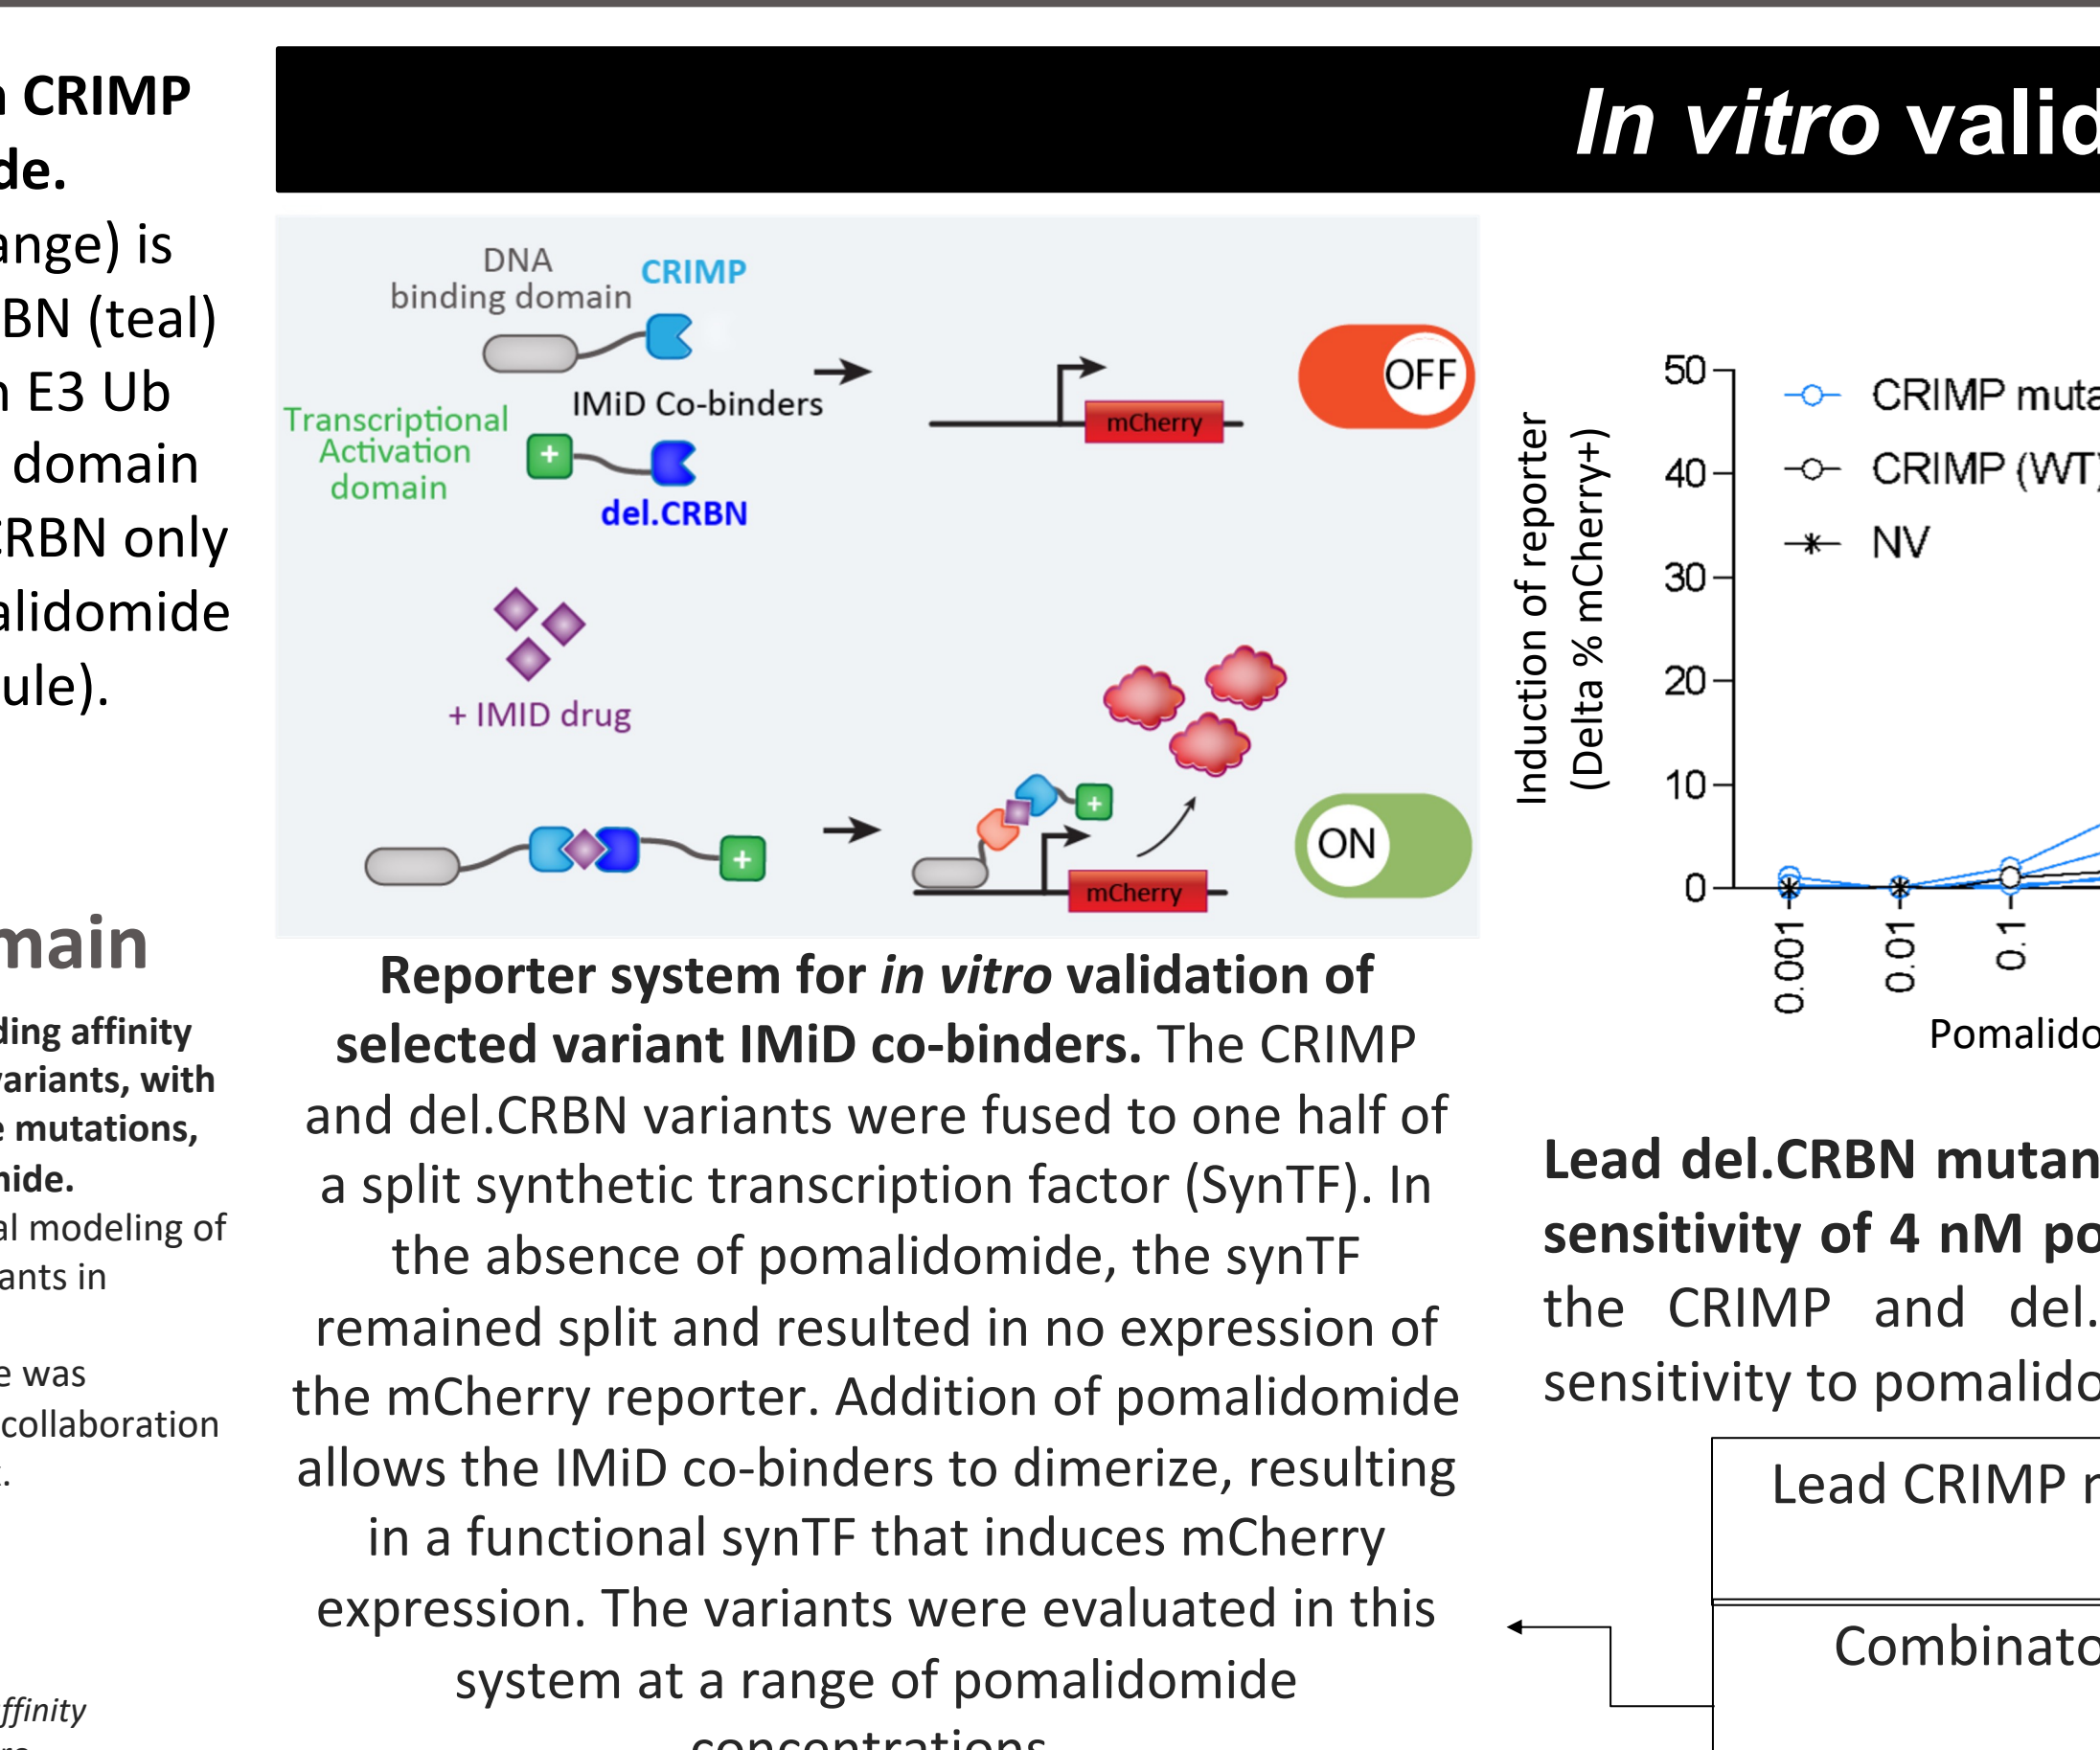 CRIMP
de.
ange) is
BN (teal)
E3 Ub
domain
CRBN only
alidomide
ule).
main
ding affinity
variants, with
mutations,
nide.
al modeling of
ants in
e was
collaboration
ffinity
In vitro valid
DNA
binding domain
CRIMP
IMiD Co-binders
Transcriptional
Activation
domain
+
del.CRBN
mCherry
OFF
+ IMID drug
+
+
mCherry
ON
Reporter system for in vitro validation of
selected variant IMiD co-binders. The CRIMP
and del.CRBN variants were fused to one half of
a split synthetic transcription factor (SynTF). In
the absence of pomalidomide, the synTF
remained split and resulted in no expression of
the mCherry reporter. Addition of pomalidomide
allows the IMiD co-binders to dimerize, resulting
in a functional synTF that induces mCherry
expression. The variants were evaluated in this
system at a range of pomalidomide
concentrations
Induction of reporter
(Delta % mCherry+)
50
40
30
20
10
0
CRIMP muta
CRIMP (WT)
NV
0.001
0.01
0.1
Pomalido
Lead del.CRBN mutan
sensitivity of 4 nM po
the CRIMP and del.
sensitivity to pomalido
Lead CRIMP
Combinato